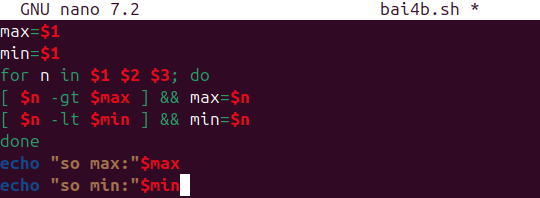 GNU nano 7.2 bai4b.sh *
max=$1
min=$1
for n in $1 $2 $3; do
[ $n -gt $max ] && max=$n
[ $n -lt $min ] && min=$n
done
echo "so max:"$max
echo "so min:"$min